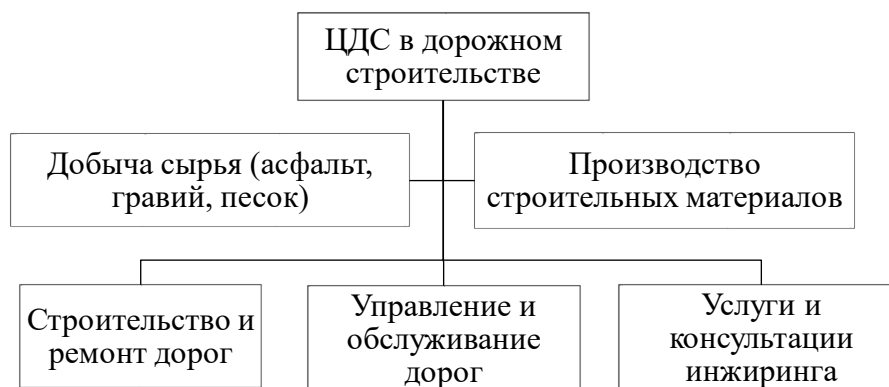 ЦДС в дорожном
строительстве
Добыча сырья (асфальт,
гравий, песок)
Производство
строительных материалов
Строительство и
ремонт дорог
Управление и
обслуживание
дорог
Услуги и
консультации
инжиринга